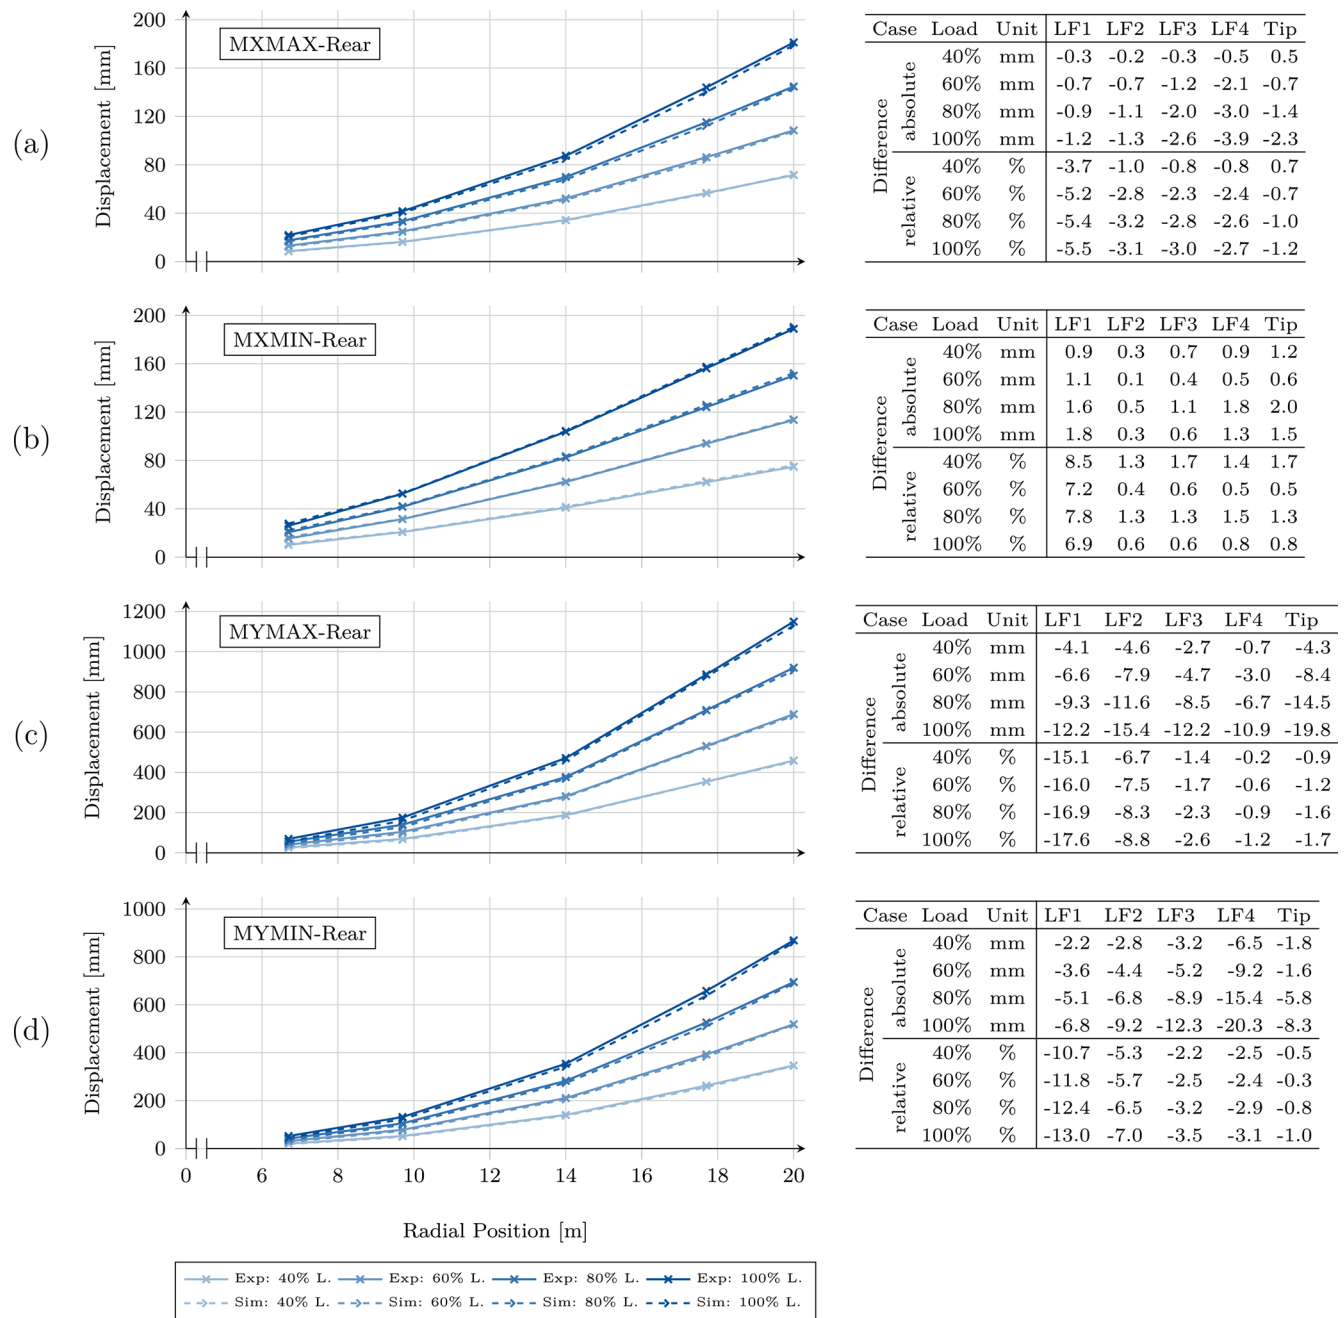 (a)
Displacement [mm]
200
160
120
80
40
0
MXMAX-Rear
Case Load Unit LF1 LF2 LF3 LF4 Tip
Difference
absolute
40% mm -0.3 -0.2 -0.3 -0.5 0.5
60% mm -0.7 -0.7 -1.2 -2.1 -0.7
80% mm -0.9 -1.1 -2.0 -3.0 -1.4
100% mm -1.2 -1.3 -2.6 -3.9 -2.3
relative
40% % -3.7 -1.0 -0.8 -0.8 0.7
60% % -5.2 -2.8 -2.3 -2.4 -0.7
80% % -5.4 -3.2 -2.8 -2.6 -1.0
100% % -5.5 -3.1 -3.0 -2.7 -1.2
(b)
Displacement [mm]
200
160
120
80
40
0
MXMIN-Rear
Case Load Unit LF1 LF2 LF3 LF4 Tip
Difference
absolute
40% mm 0.9 0.3 0.7 0.9 1.2
60% mm 1.1 0.1 0.4 0.5 0.6
80% mm 1.6 0.5 1.1 1.8 2.0
100% mm 1.8 0.3 0.6 1.3 1.5
relative
40% % 8.5 1.3 1.7 1.4 1.7
60% % 7.2 0.4 0.6 0.5 0.5
80% % 7.8 1.3 1.3 1.5 1.3
100% % 6.9 0.6 0.6 0.8 0.8
(c)
Displacement [mm]
1200
1000
800
600
400
200
0
MYMAX-Rear
Case Load Unit LF1 LF2 LF3 LF4 Tip
Difference
absolute
40% mm -4.1 -4.6 -2.7 -0.7 -4.3
60% mm -6.6 -7.9 -4.7 -3.0 -8.4
80% mm -9.3 -11.6 -8.5 -6.7 -14.5
100% mm -12.2 -15.4 -12.2 -10.9 -19.8
relative
40% % -15.1 -6.7 -1.4 -0.2 -0.9
60% % -16.0 -7.5 -1.7 -0.6 -1.2
80% % -16.9 -8.3 -2.3 -0.9 -1.6
100% % -17.6 -8.8 -2.6 -1.2 -1.7
(d)
Displacement [mm]
1000
800
600
400
200
0
MYMIN-Rear
Case Load Unit LF1 LF2 LF3 LF4 Tip
Difference
absolute
40% mm -2.2 -2.8 -3.2 -6.5 -1.8
60% mm -3.6 -4.4 -5.2 -9.2 -1.6
80% mm -5.1 -6.8 -8.9 -15.4 -5.8
100% mm -6.8 -9.2 -12.3 -20.3 -8.3
relative
40% % -10.7 -5.3 -2.2 -2.5 -0.5
60% % -11.8 -5.7 -2.5 -2.4 -0.3
80% % -12.4 -6.5 -3.2 -2.9 -0.8
100% % -13.0 -7.0 -3.5 -3.1 -1.0
0 6 8 10 12 14 16 18 20
Radial Position [m]
Exp: 40% L. Exp: 60% L. Exp: 80% L. Exp: 100% L.
Sim: 40% L. Sim: 60% L. Sim: 80% L. Sim: 100% L.